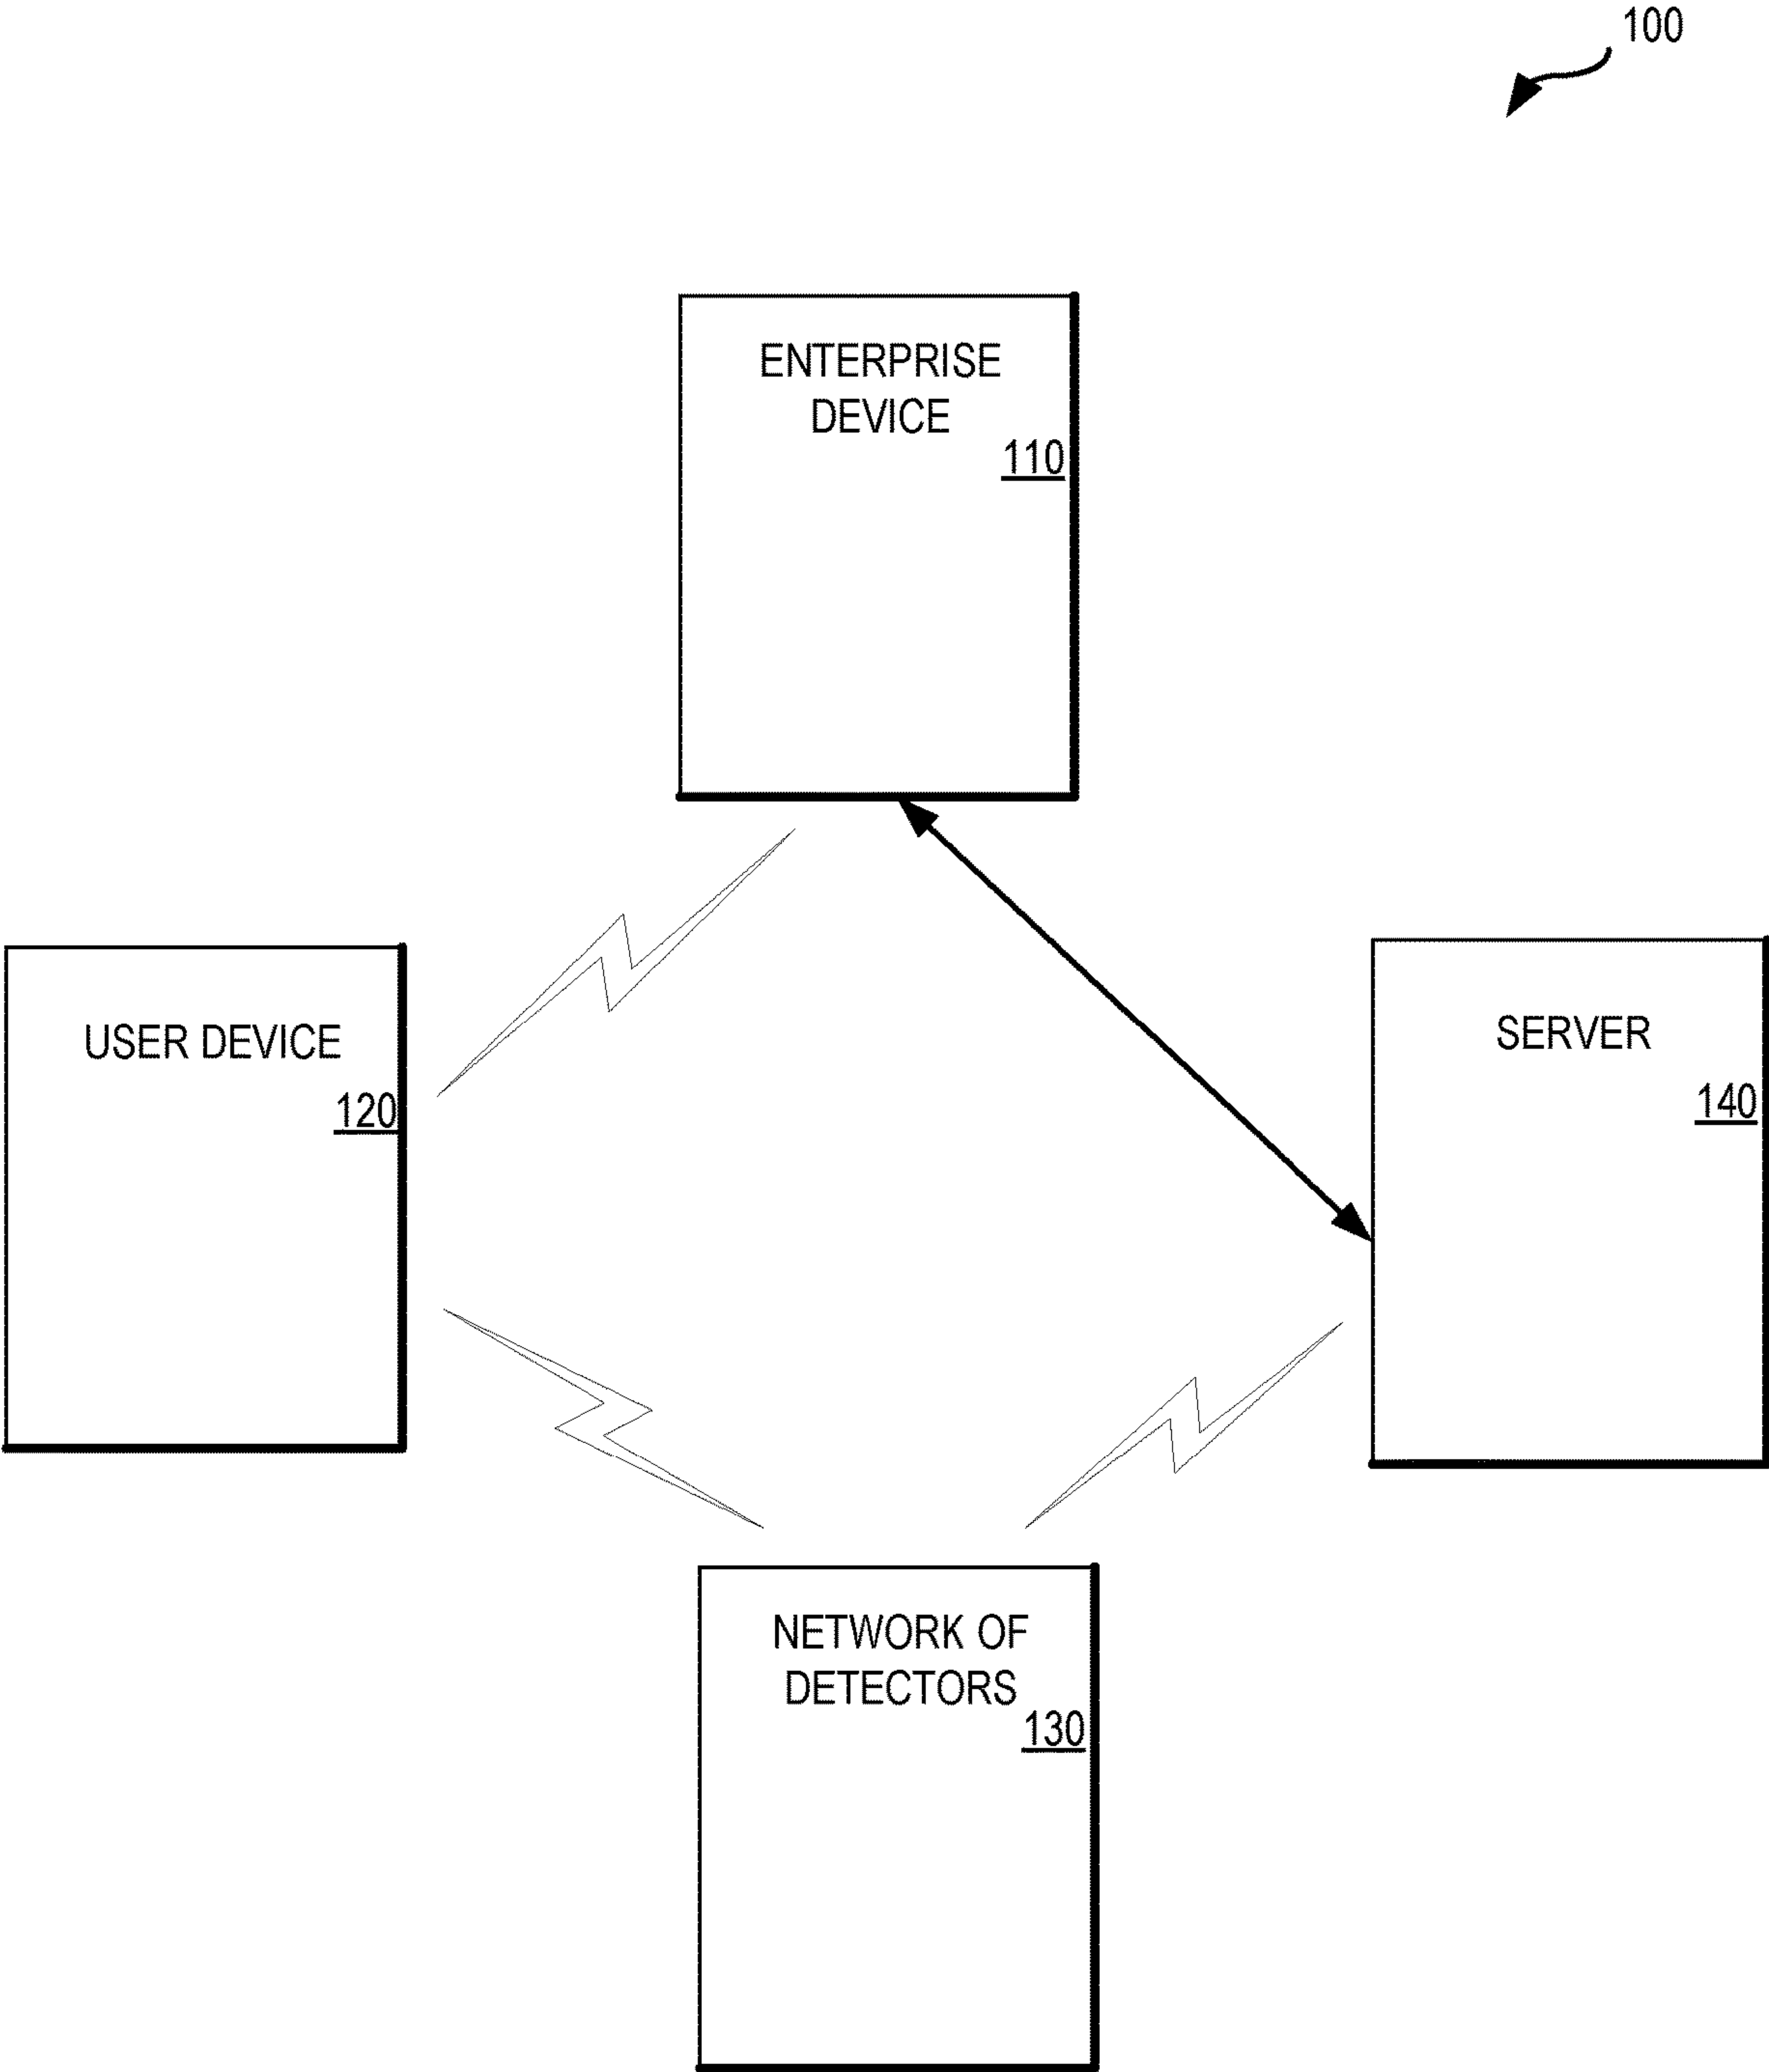 100
ENTERPRISE
DEVICE
110
USER DEVICE
120
SERVER
140
NETWORK OF
DETECTORS
130